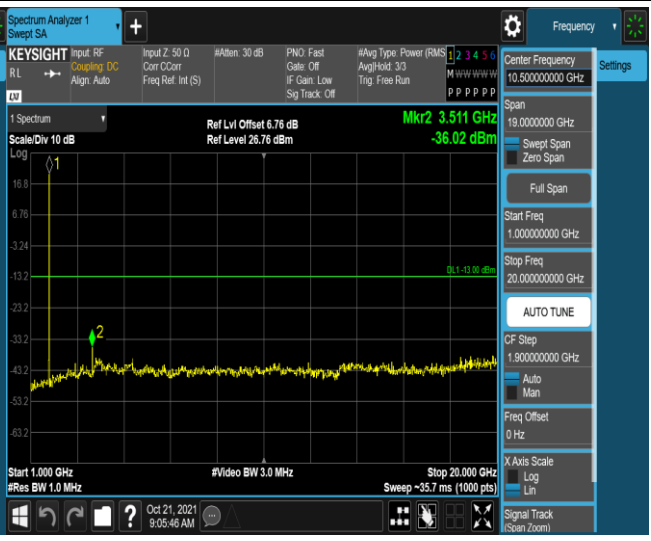 Spectrum Analyzer 1
Swept SA
Frequency
KEYSIGHT
RL
LXI
Input: RF
Coupling: DC
Align: Auto
Input Z: 50 Ω
Corr CCorr
Freq Ref: Int (S)
#Atten: 30 dB
PNO: Fast
Gate: Off
IF Gain: Low
Sig Track: Off
#Avg Type: Power (RMS
Avg|Hold: 3/3
Trig: Free Run
1 2 3 4 5 6
M W W W W W
P P P P P P
1 Spectrum
Scale/Div 10 dB
Log
Ref Lvl Offset 6.76 dB
Ref Level 26.76 dBm
Mkr2 3.511 GHz
-36.02 dBm
1
16.8
6.76
-3.24
DL1 -13.00 dBm
-13.2
-23.2
2
-33.2
-43.2
-53.2
-63.2
Start 1.000 GHz
#Res BW 1.0 MHz
#Video BW 3.0 MHz
Stop 20.000 GHz
Sweep ~35.7 ms (1000 pts)
?
Oct 21, 2021
9:05:46 AM
Center Frequency
10.500000000 GHz
Settings
Span
19.0000000 GHz
Swept Span
Zero Span
Full Span
Start Freq
1.000000000 GHz
Stop Freq
20.000000000 GHz
AUTO TUNE
CF Step
1.900000000 GHz
Auto
Man
Freq Offset
0 Hz
X Axis Scale
Log
Lin
Signal Track
(Span Zoom)